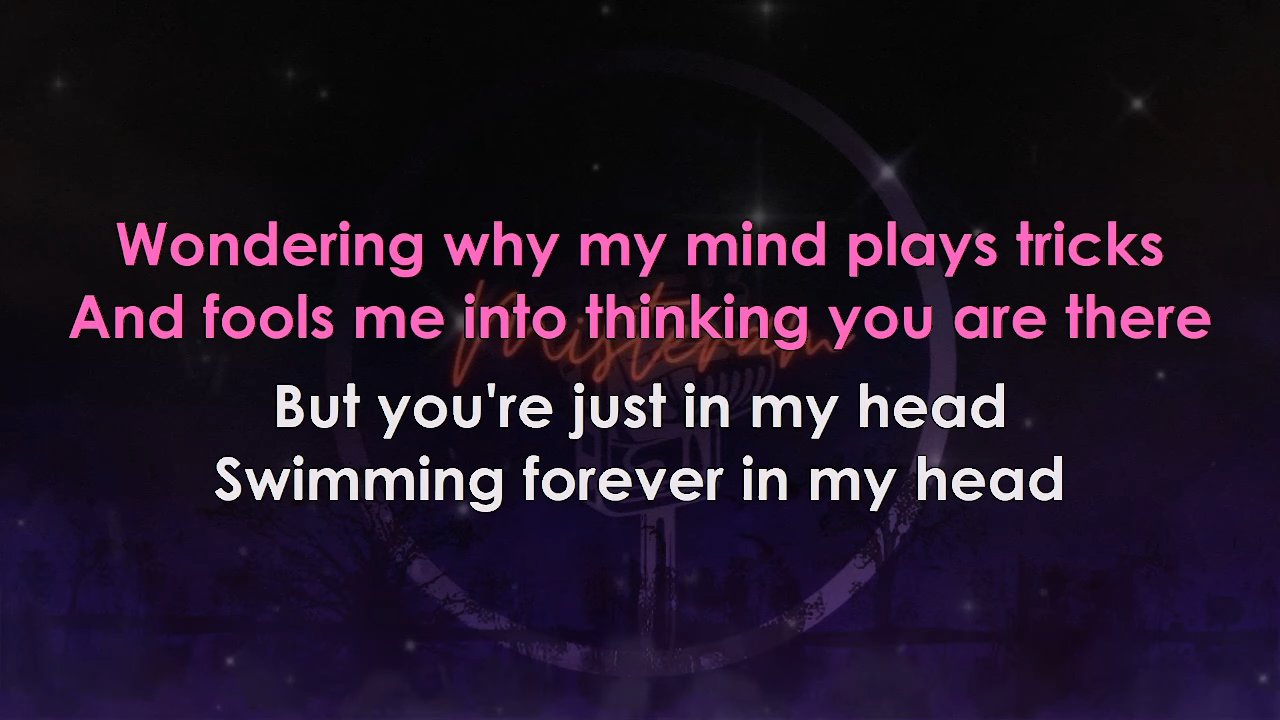 Wondering why my mind plays tricks
And fools me into thinking you are there
But you're just in my head
Swimming forever in my head